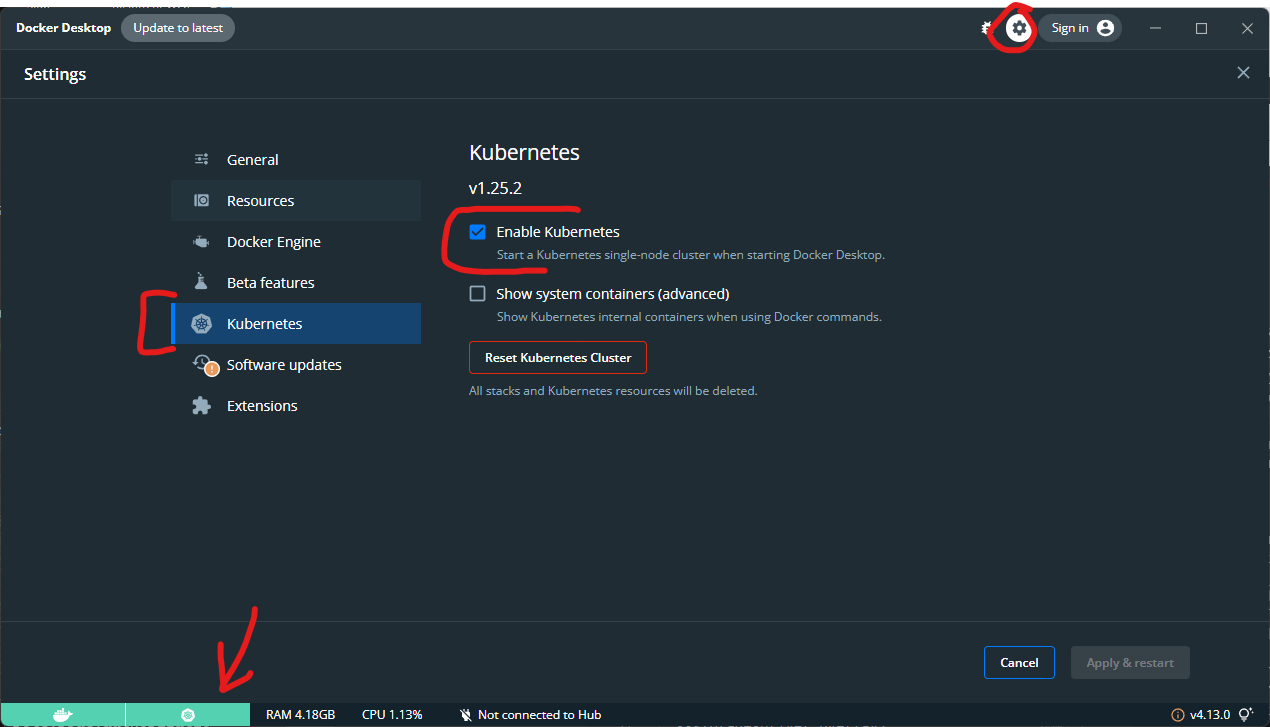 Docker Desktop
Update to latest
Sign in
Settings
General
Resources
Docker Engine
Beta features
Kubernetes
Software updates
Extensions
Kubernetes
v1.25.2
Enable Kubernetes
Start a Kubernetes single-node cluster when starting Docker Desktop.
Show system containers (advanced)
Show Kubernetes internal containers when using Docker commands.
Reset Kubernetes Cluster
All stacks and Kubernetes resources will be deleted.
Cancel
Apply & restart
RAM 4.18GB
CPU 1.13%
Not connected to Hub
v4.13.0